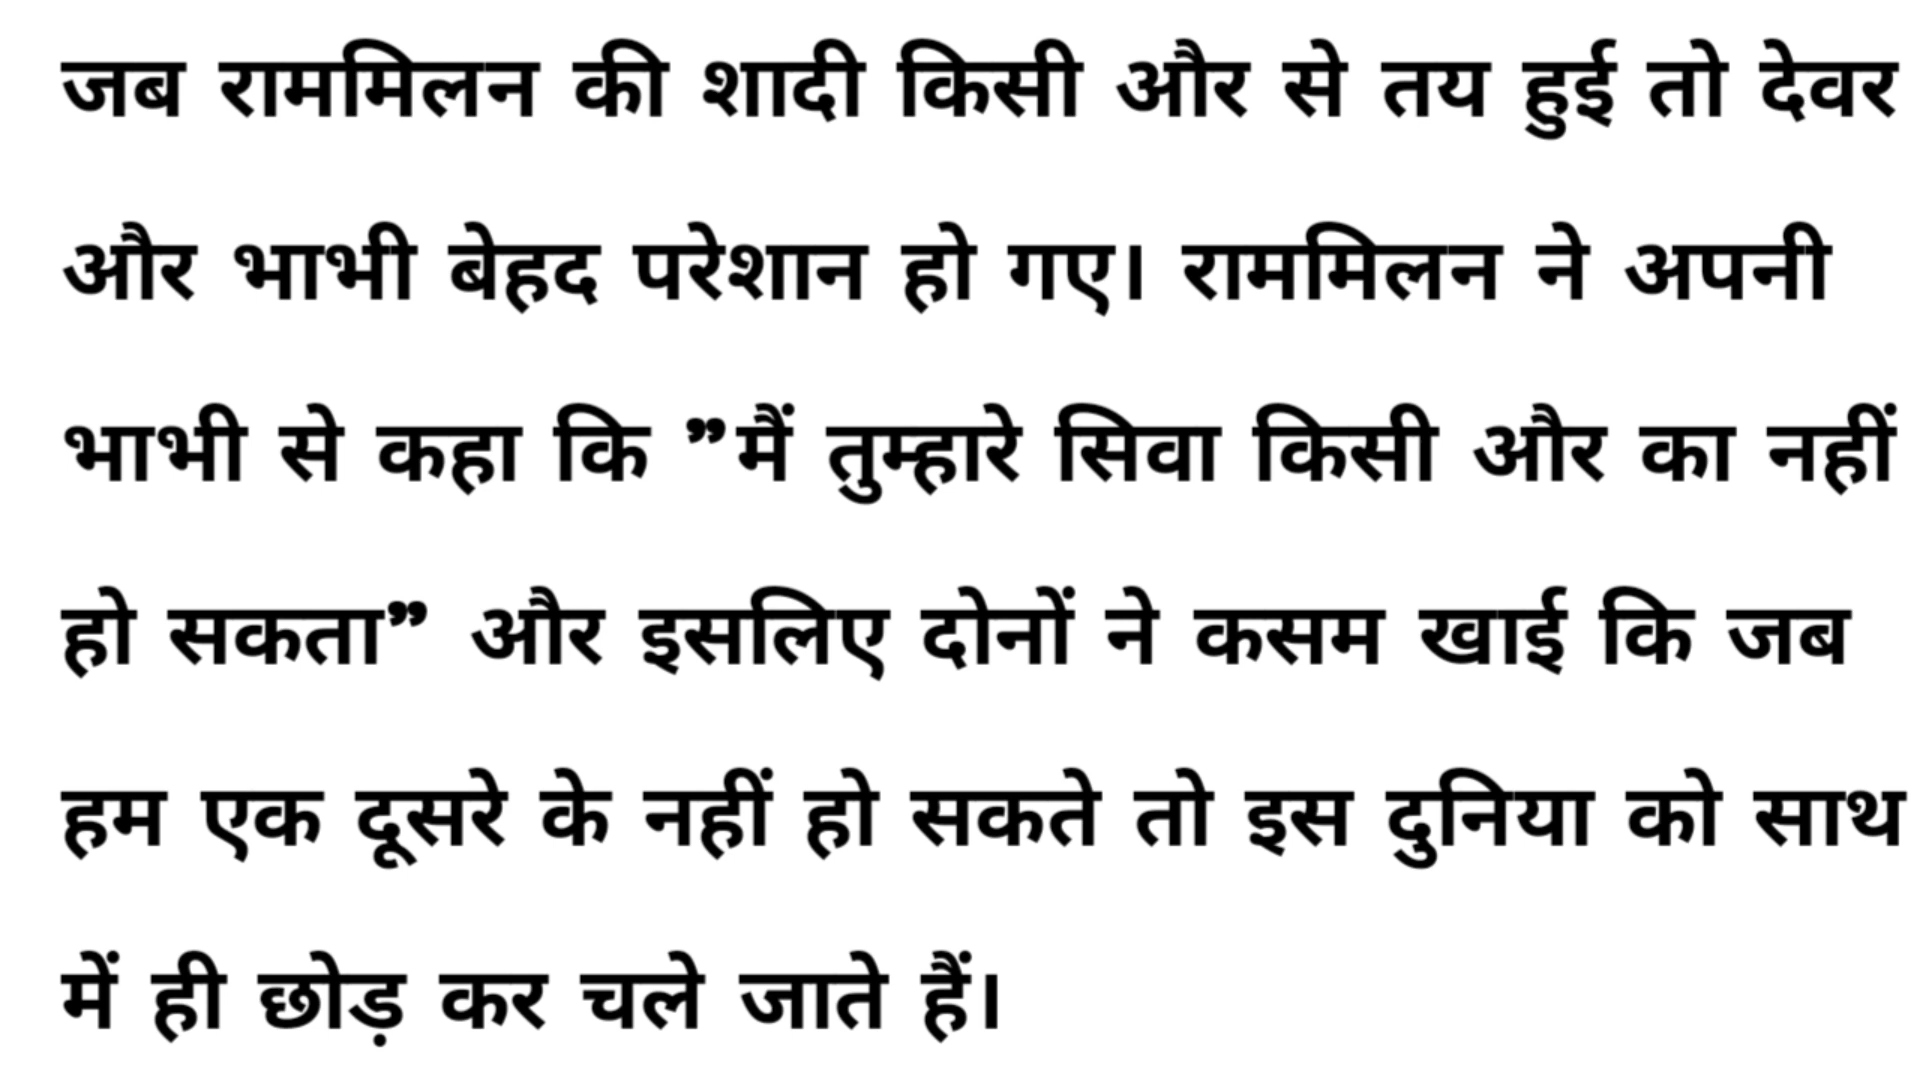 जब राममिलन की शादी किसी और से तय हुई तो देवर
और भाभी बेहद परेशान हो गए। राममिलन ने अपनी
भाभी से कहा कि ”मैं तुम्हारे सिवा किसी और का नहीं
हो सकता” और इसलिए दोनों ने कसम खाई कि जब
हम एक दूसरे के नहीं हो सकते तो इस दुनिया को साथ
में ही छोड़ कर चले जाते हैं।